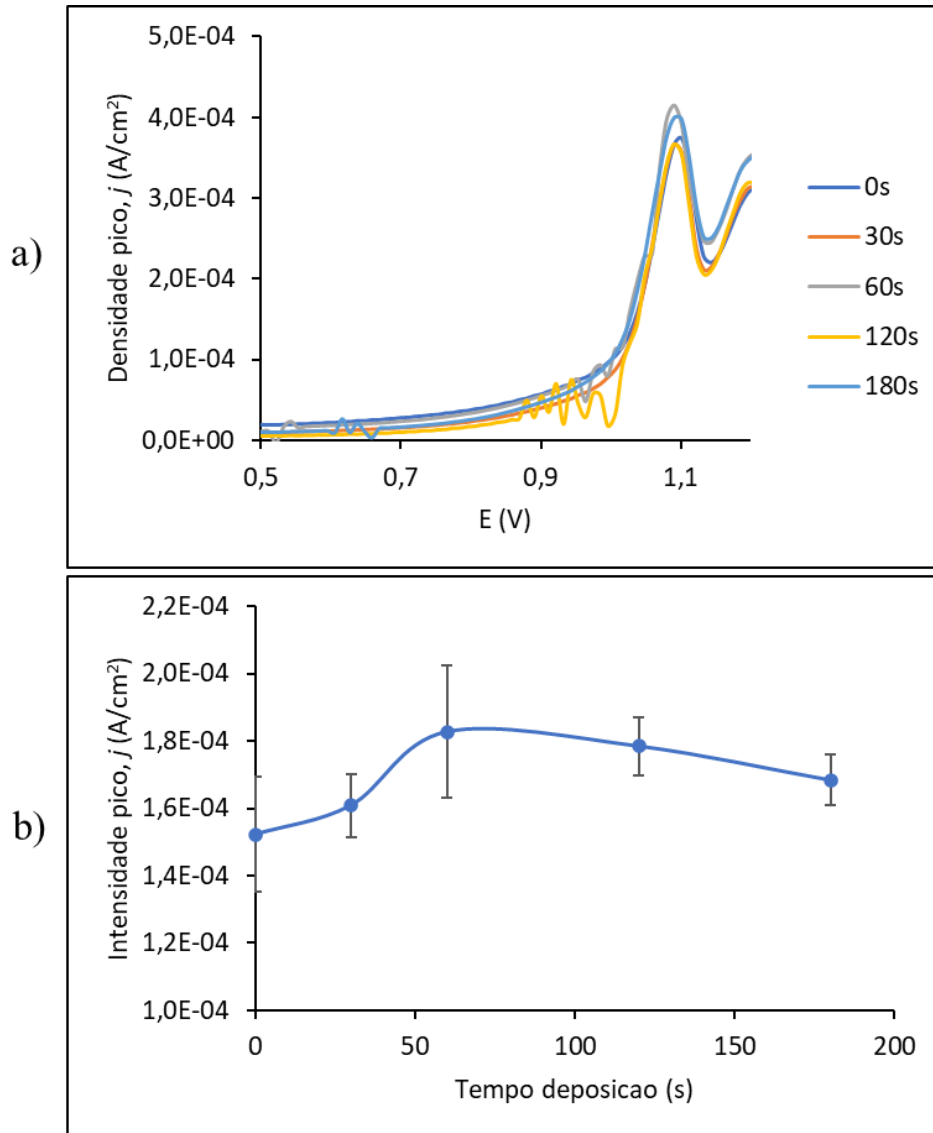 a)
Densidade pico, j (A/cm²)
5,0E-04
4,0E-04
3,0E-04
2,0E-04
1,0E-04
0,0E+00
0,5
0,7
0,9
1,1
E (V)
0s
30s
60s
120s
180s
b)
Intensidade pico, j (A/cm²)
2,2E-04
2,0E-04
1,8E-04
1,6E-04
1,4E-04
1,2E-04
1,0E-04
0
50
100
150
200
Tempo deposicao (s)